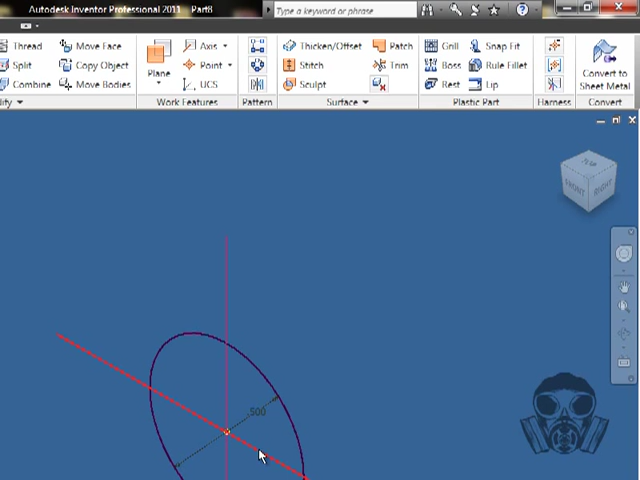 Autodesk Inventor Professional 2011 Part8
Type a keyword or phrase
Thread Move Face Axis Point UCS Thicken/Offset Patch Grill Snap Fit
Split Copy Object Plane Stitch Trim Boss Rule Fillet Convert to
Combine Move Bodies Sculpt Rest Lip Sheet Metal
Work Features Pattern Surface Plastic Part Harness Convert
TOP
FRONT RIGHT
.500